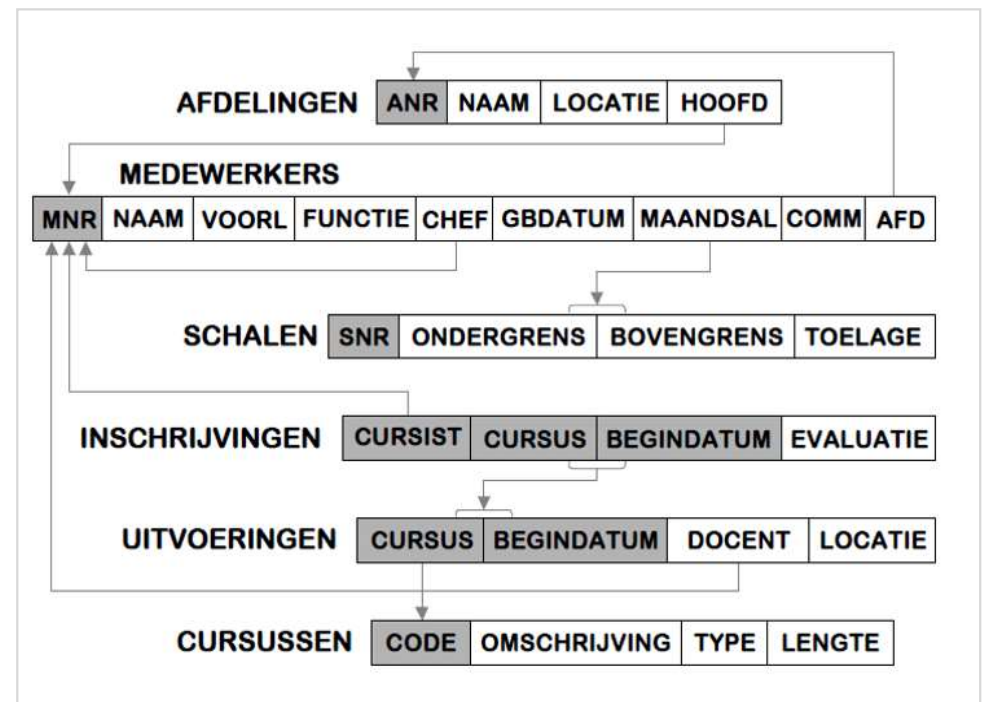 AFDELINGEN ANR NAAM LOCATIE HOOFD
MEDEWERKERS
MNR NAAM VOORL FUNCTIE CHEF GBDATUM MAANDSAL COMM AFD
SCHALEN SNR ONDERGRENS BOVENGRENS TOELAGE
INSCHRIJVINGEN CURSIST CURSUS BEGINDATUM EVALUATIE
UITVOERINGEN CURSUS BEGINDATUM DOCENT LOCATIE
CURSUSSEN CODE OMSCHRIJVING TYPE LENGTE